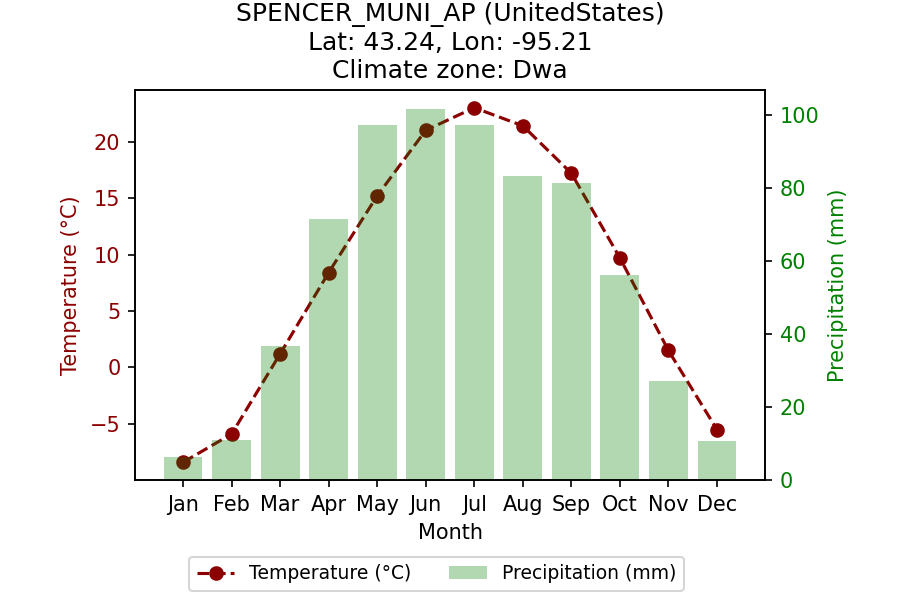 SPENCER_MUNI_AP (UnitedStates)
Lat: 43.24, Lon: -95.21
Climate zone: Dwa
20
15
10
5
0
−5
Temperature (°C)
100
80
60
40
20
0
Precipitation (mm)
Jan Feb Mar Apr May Jun Jul Aug Sep Oct Nov Dec
Month
Temperature (°C) Precipitation (mm)